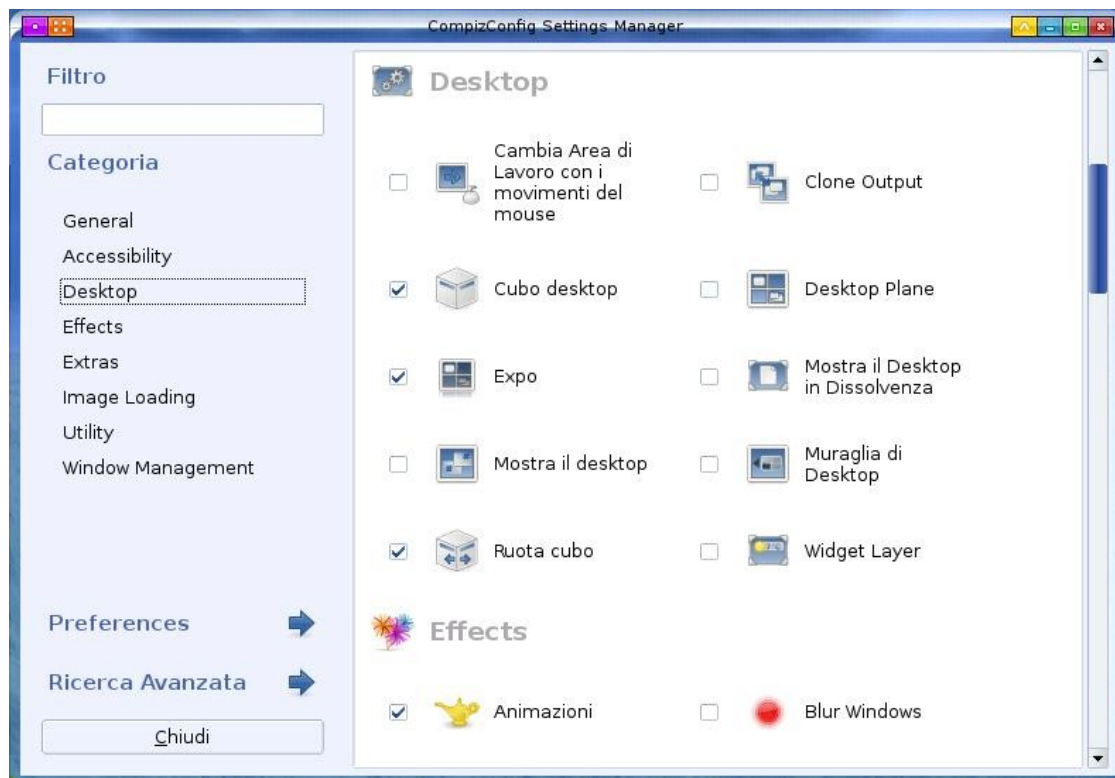 CompizConfig Settings Manager
Filtro
Categoria
General
Accessibility
Desktop
Effects
Extras
Image Loading
Utility
Window Management
Preferences
Ricerca Avanzata
Chiudi
Desktop
Cambia Area di
Lavoro con i
movimenti del
mouse
Clone Output
Cubo desktop
Desktop Plane
Expo
Mostra il Desktop
in Dissolvenza
Mostra il desktop
Muraglia di
Desktop
Ruota cubo
Widget Layer
Effects
Animazioni
Blur Windows